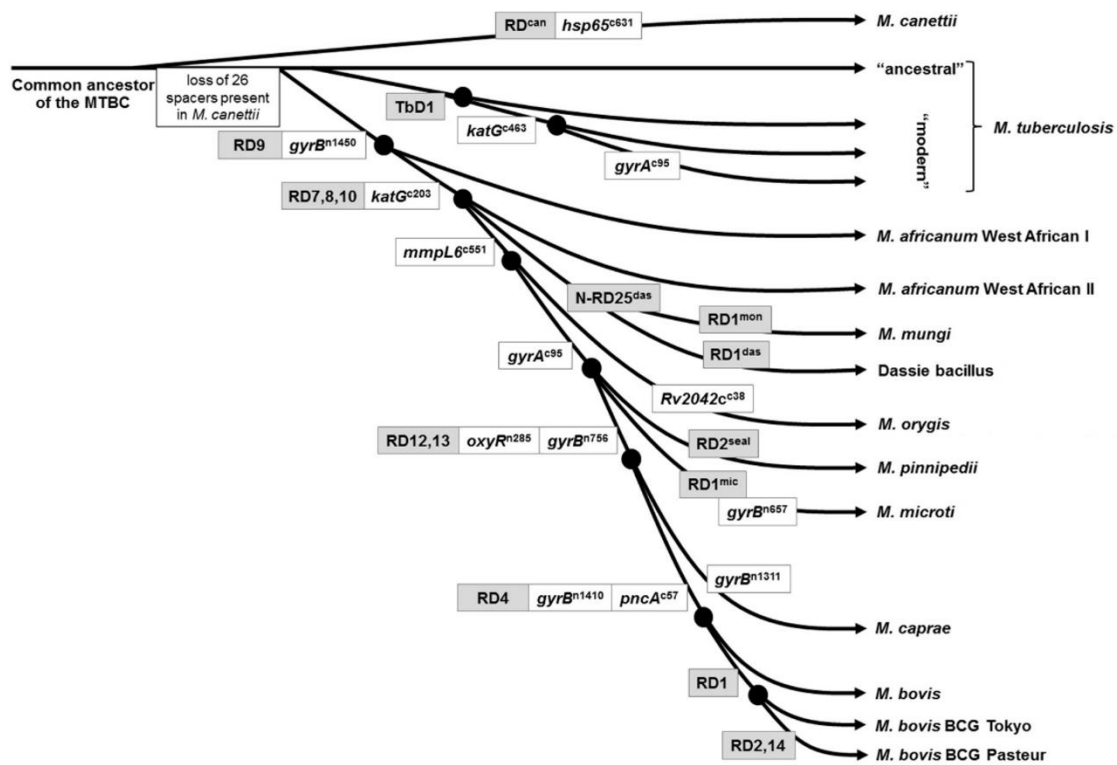 RDcan hsp65c631
M. canettii
Common ancestor
of the MTBC
loss of 26
spacers present
in M. canettii
"ancestral"
TbD1
katGc463
gyrAc95
"modern"
M. tuberculosis
RD9 gyrBn1450
RD7,8,10 katGc203
M. africanum West African I
mmpL6c551
M. africanum West African II
N-RD25das
RD1mon
M. mungi
RD1das
Dassie bacillus
gyrAc95
Rv2042cc38
M. orygis
RD12,13 oxyRn285 gyrBn756
RD2seal
M. pinnipedii
RD1mic
gyrBn657
M. microti
gyrBn1311
RD4 gyrBn1410 pncAc57
M. caprae
RD1
M. bovis
M. bovis BCG Tokyo
RD2,14
M. bovis BCG Pasteur